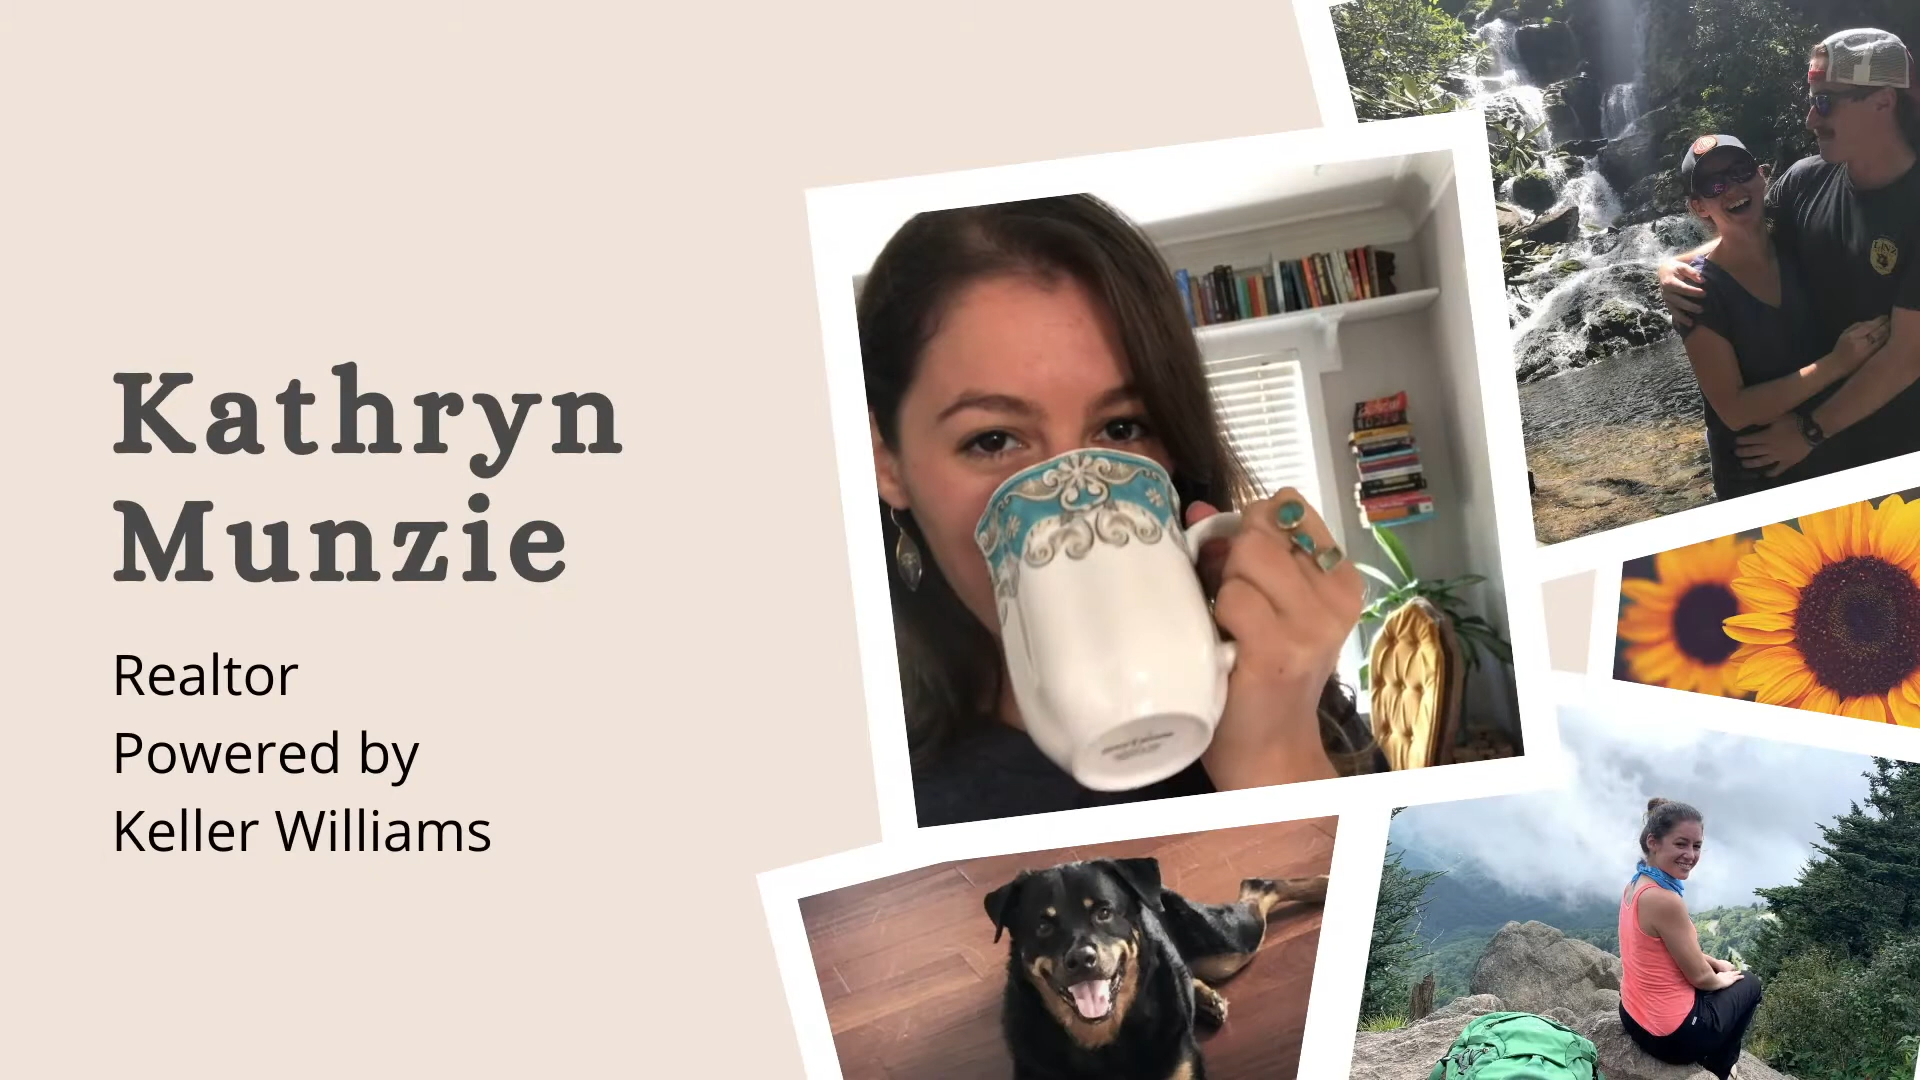 Kathryn
Munzie
Realtor
Powered by
Keller Williams